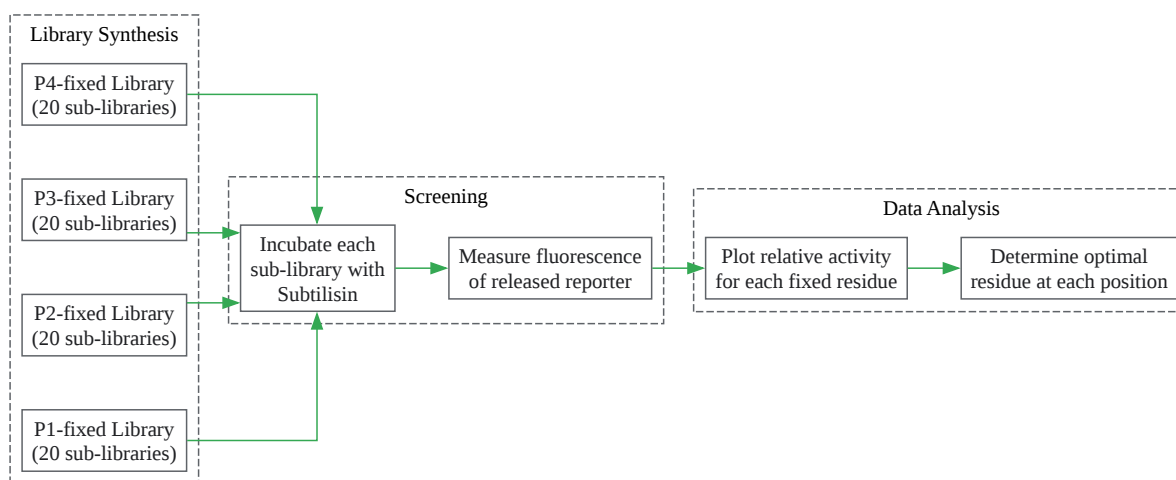 Library Synthesis
P4-fixed Library
(20 sub-libraries)
P3-fixed Library
(20 sub-libraries)
P2-fixed Library
(20 sub-libraries)
P1-fixed Library
(20 sub-libraries)
Screening
Incubate each
sub-library with
Subtilisin
Measure fluorescence
of released reporter
Data Analysis
Plot relative activity
for each fixed residue
Determine optimal
residue at each position